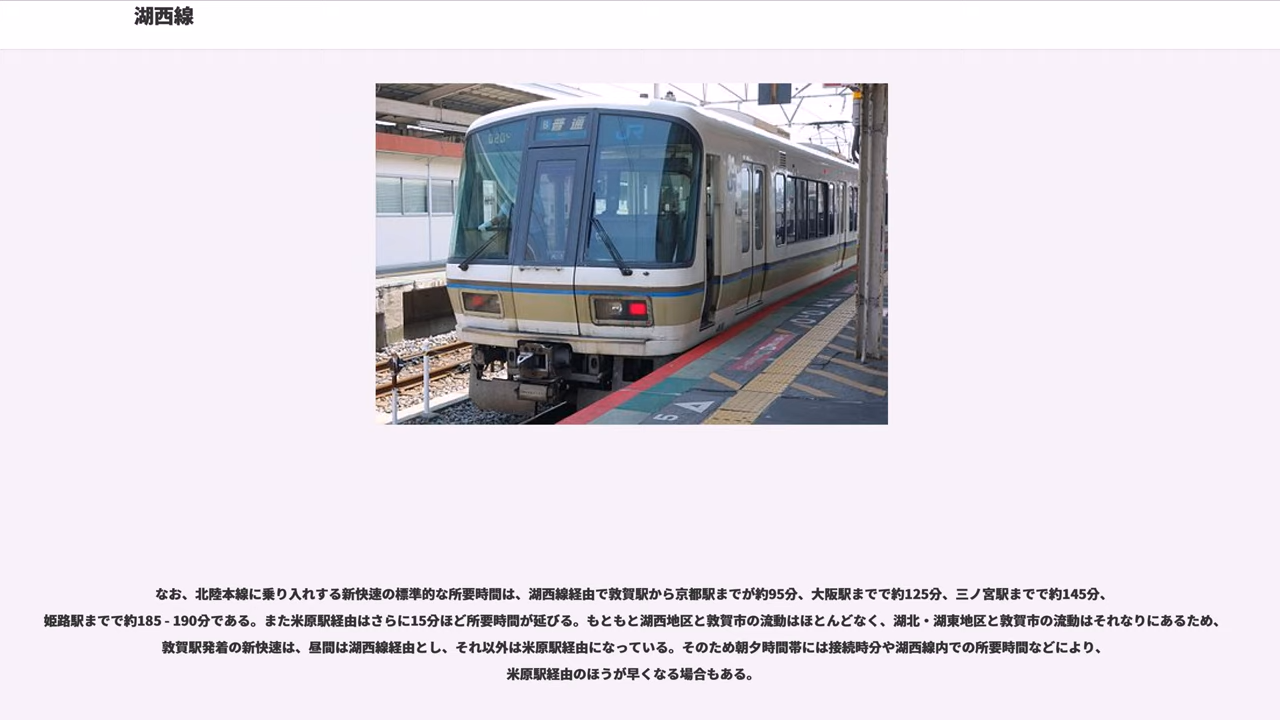 湖西線
普通
JR
なお、北陸本線に乗り入れする新快速の標準的な所要時間は、湖西線経由で敦賀駅から京都駅までが約95分、大阪駅までで約125分、三ノ宮駅までで約145分、
姫路駅までで約185 - 190分である。また米原駅経由はさらに15分ほど所要時間が延びる。もともと湖西地区と敦賀市の流動はほとんどなく、湖北・湖東地区と敦賀市の流動はそれなりにあるため、
敦賀駅発着の新快速は、昼間は湖西線経由とし、それ以外は米原駅経由になっている。そのため朝夕時間帯には接続時分や湖西線内での所要時間などにより、
米原駅経由のほうが早くなる場合もある。